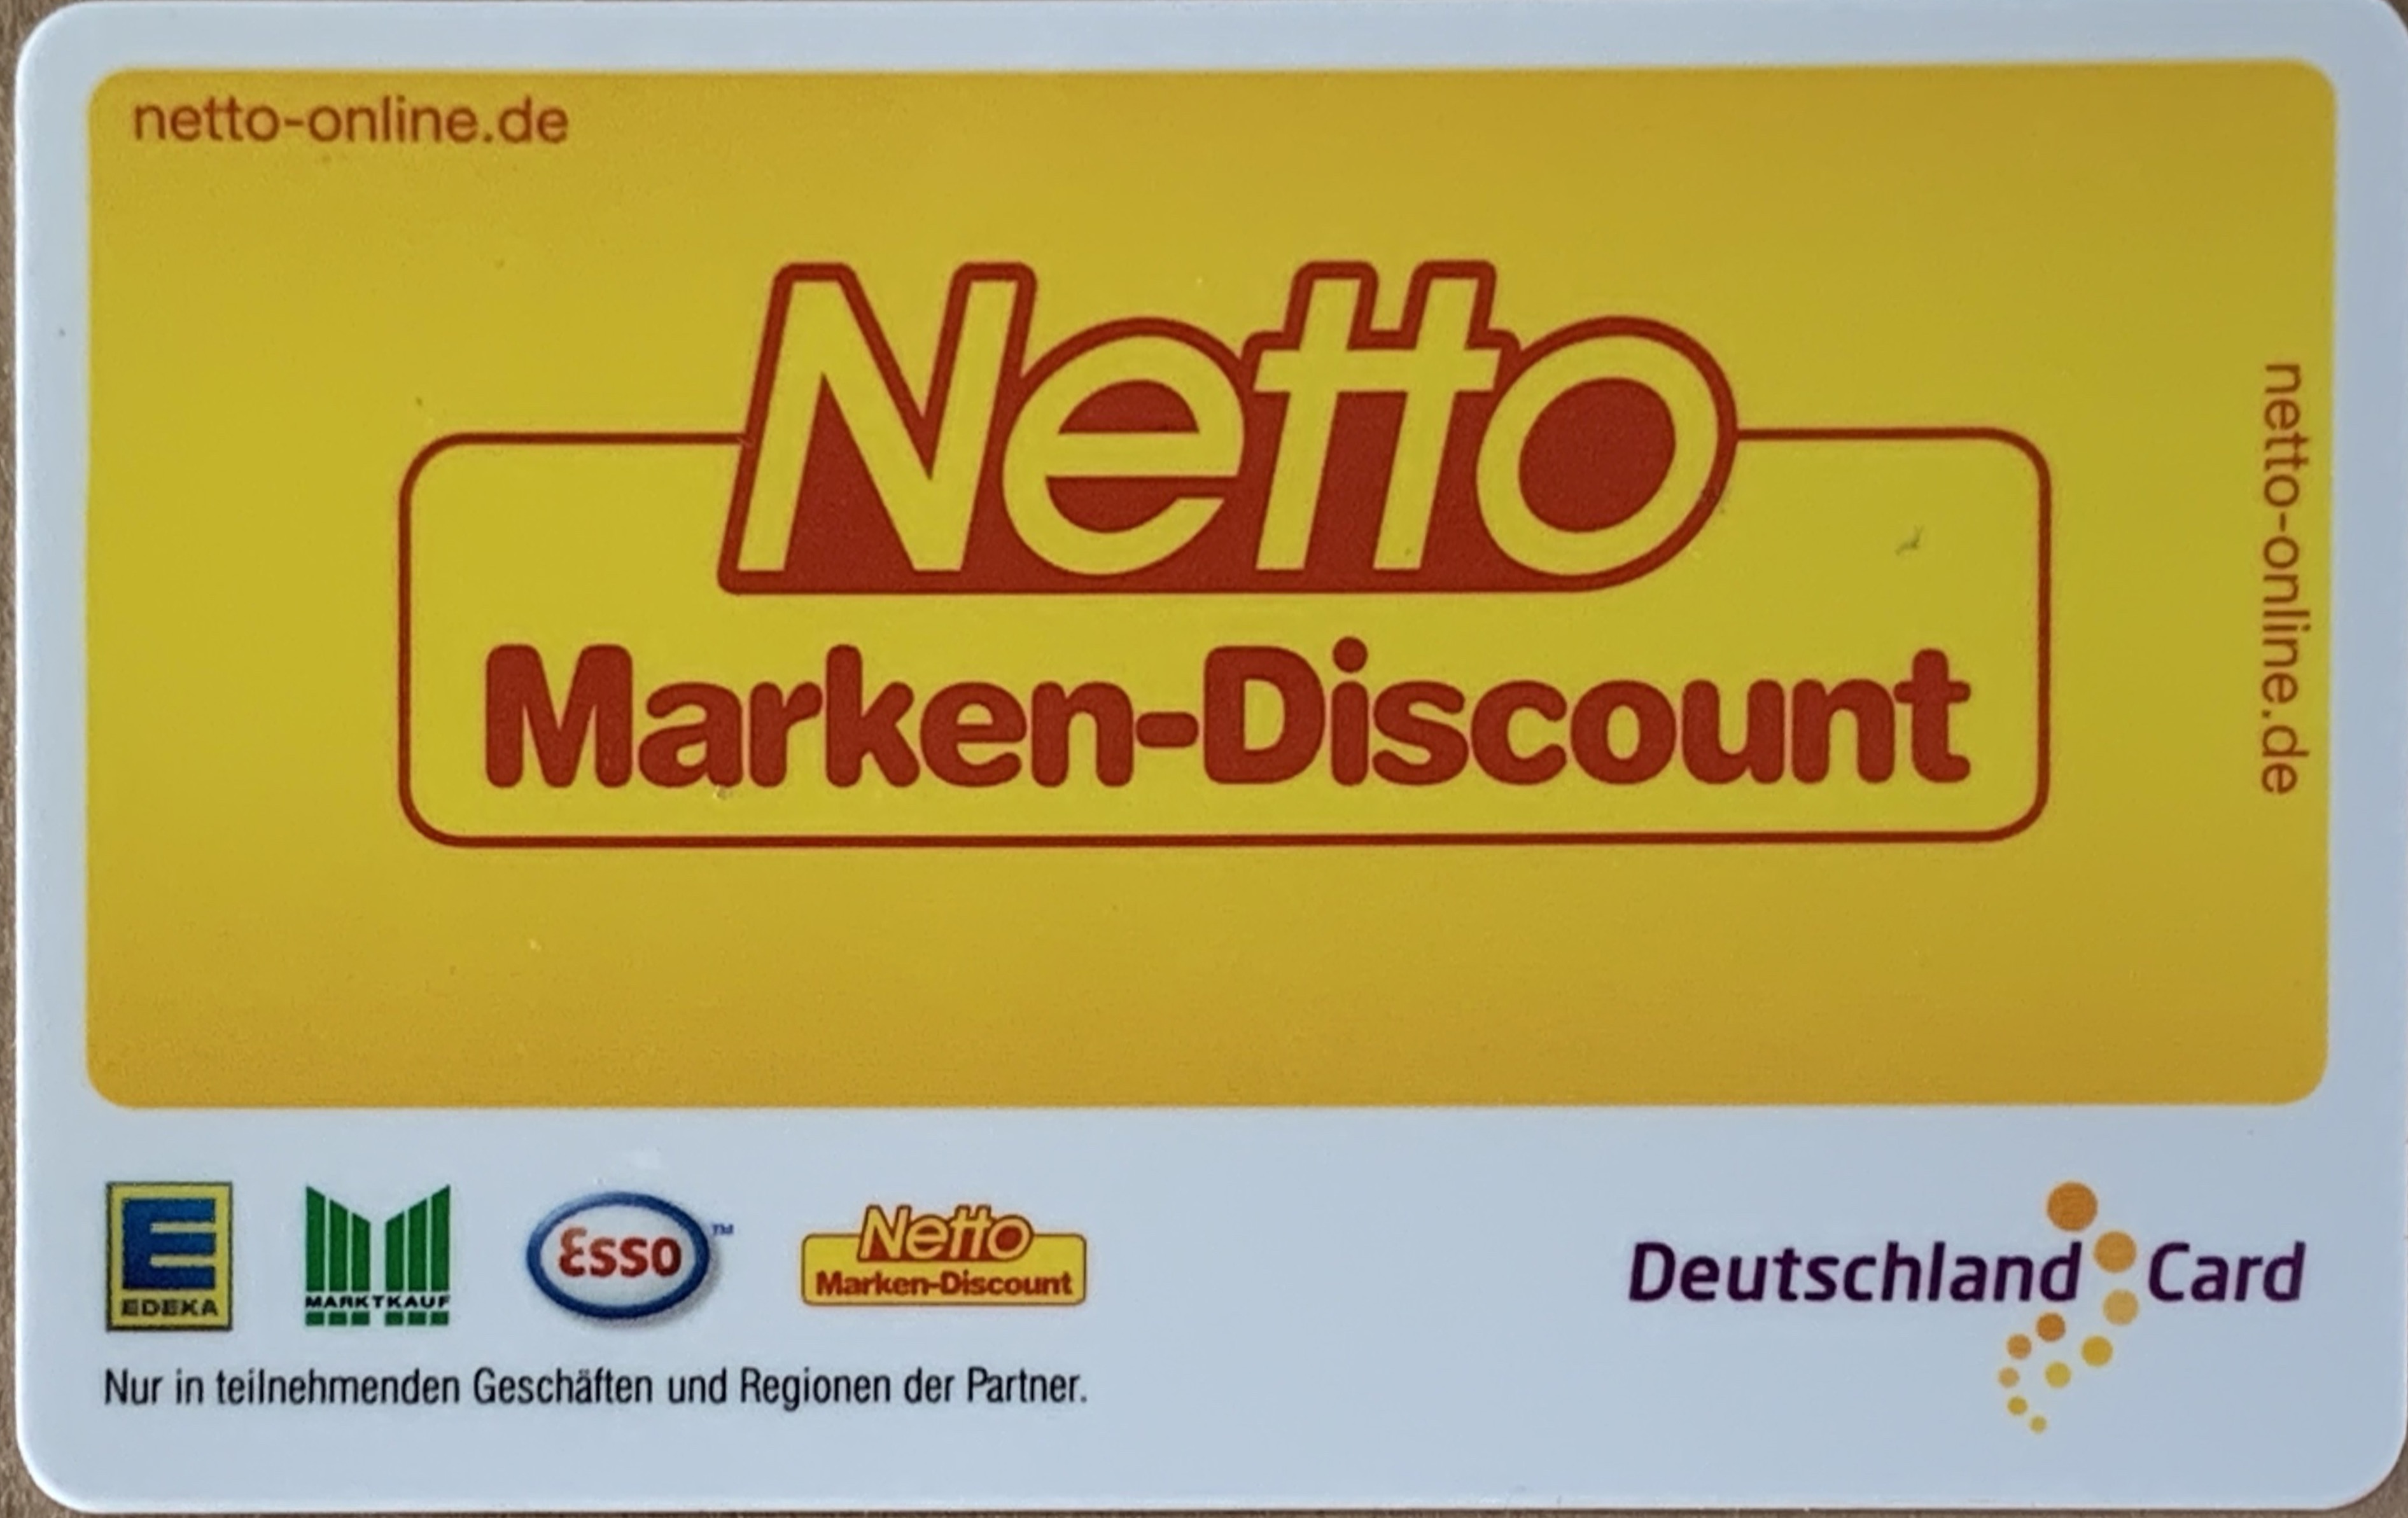 netto-online.de
Netto
Marken-Discount
netto-online.de
EDEKA
MARKTKAUF
Esso TM
Netto
Marken-Discount
Deutschland Card
Nur in teilnehmenden Geschäften und Regionen der Partner.